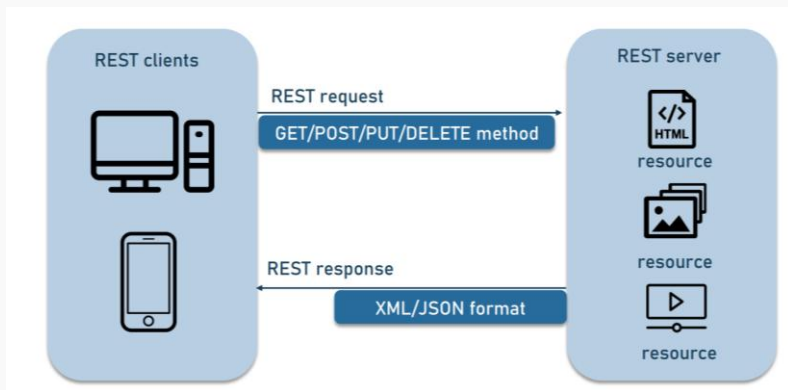 REST clients
REST server
REST request
GET/POST/PUT/DELETE method
</>
HTML
resource
resource
REST response
XML/JSON format
resource